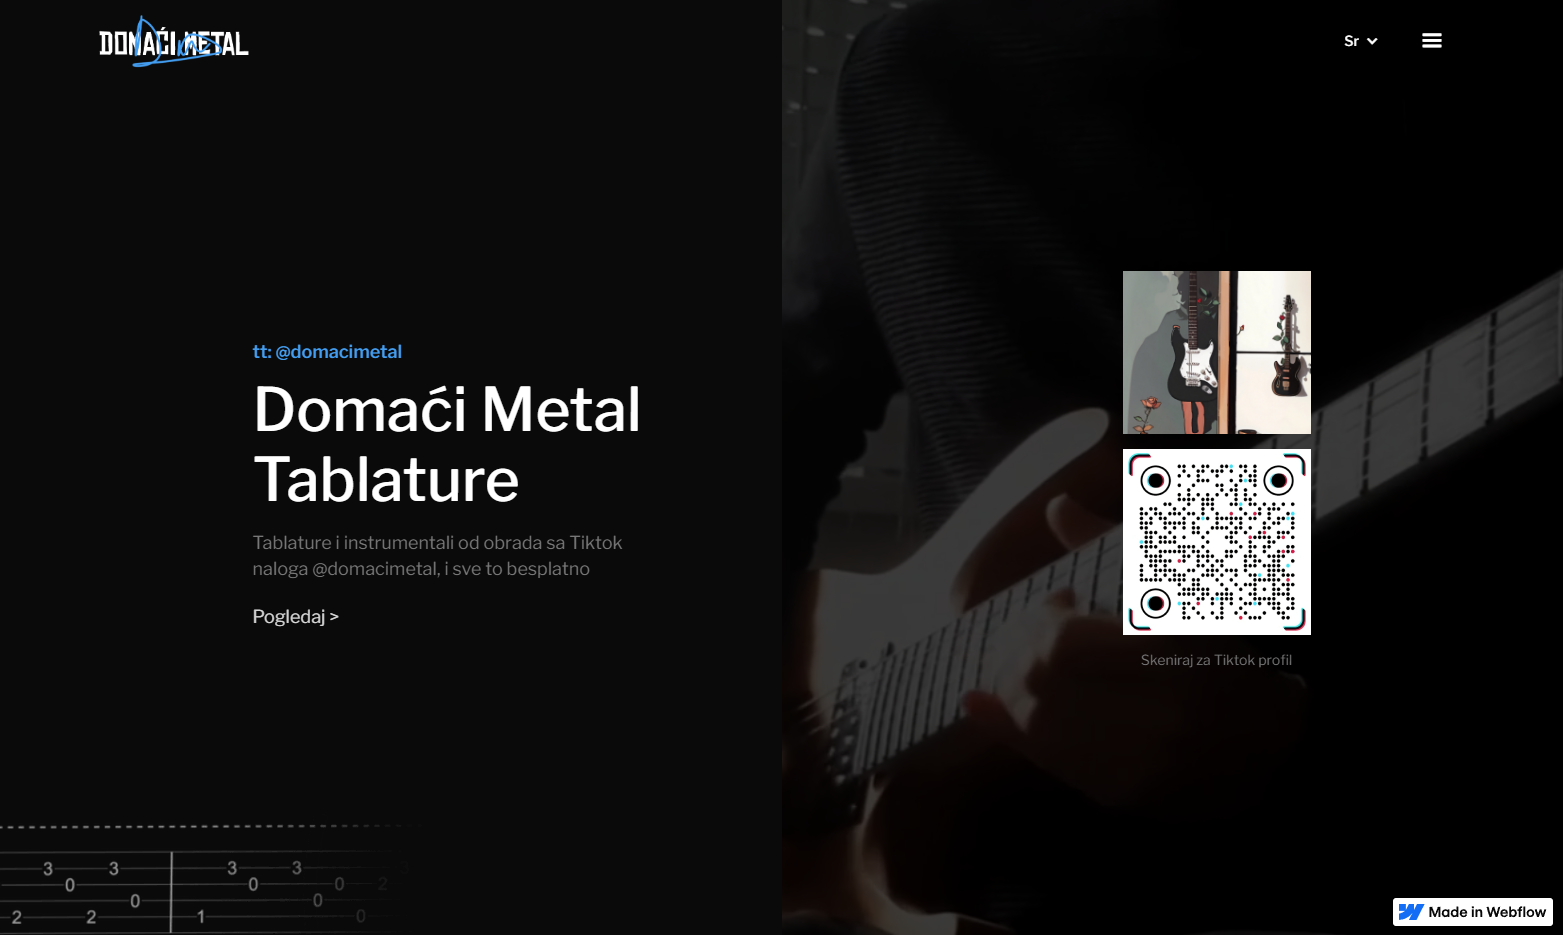 DOMAĆI METAL
Sr
tt: @domacimetal
Domaći Metal
Tablature
Tablature i instrumentali od obrada sa Tiktok
naloga @domacimetal, i sve to besplatno
Pogledaj >
Skeniraj za Tiktok profil
3 3 3 3
0 0 0 2
0 0
2 2 1 0
Made in Webflow